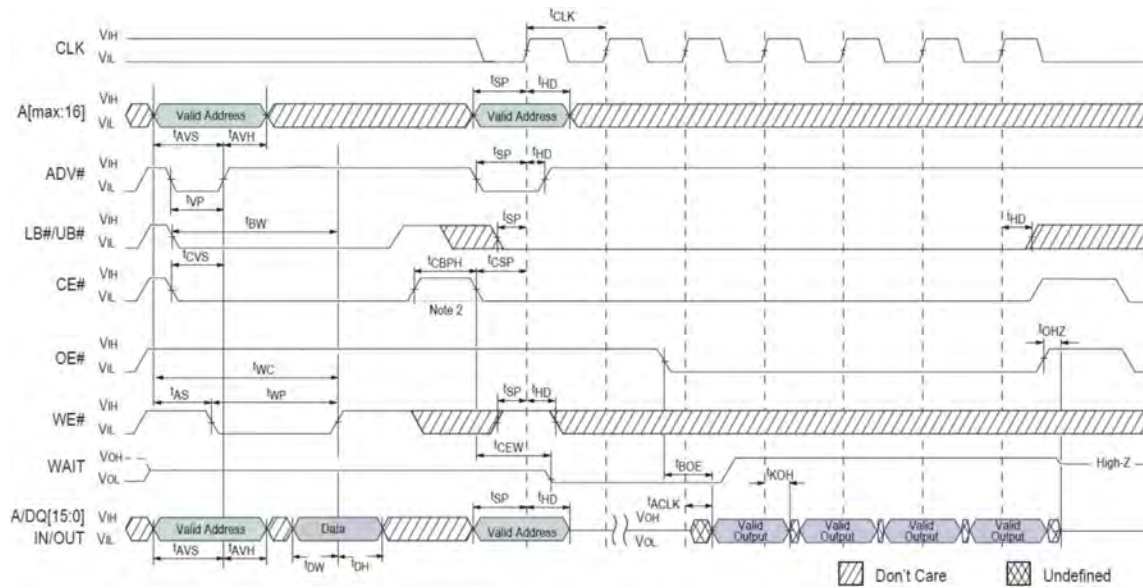 tCLK
CLK VIH
VIL
tSP tHD
A[max:16] VIH
VIL
Valid Address Valid Address
tAVS tAVH
ADV# VIH
VIL
tSP tHD
tVP
LB#/UB# VIH
VIL
tBW tSP tHD
tCVS tCBPH tCSP
CE# VIH
VIL
Note 2
OE# VIH
VIL
tOHZ
tWC
tAS tWP tSP tHD
WE# VIH
VIL
tCEW
WAIT VOH
VOL
High-Z
tBOE tKOH
tSP tHD tACLK
A/DQ[15:0] VIH
IN/OUT VIL
Valid Address Data Valid Address VOH
VOL
Valid Output Valid Output Valid Output Valid Output
tAVS tAVH tDW tDH
Don't Care Undefined